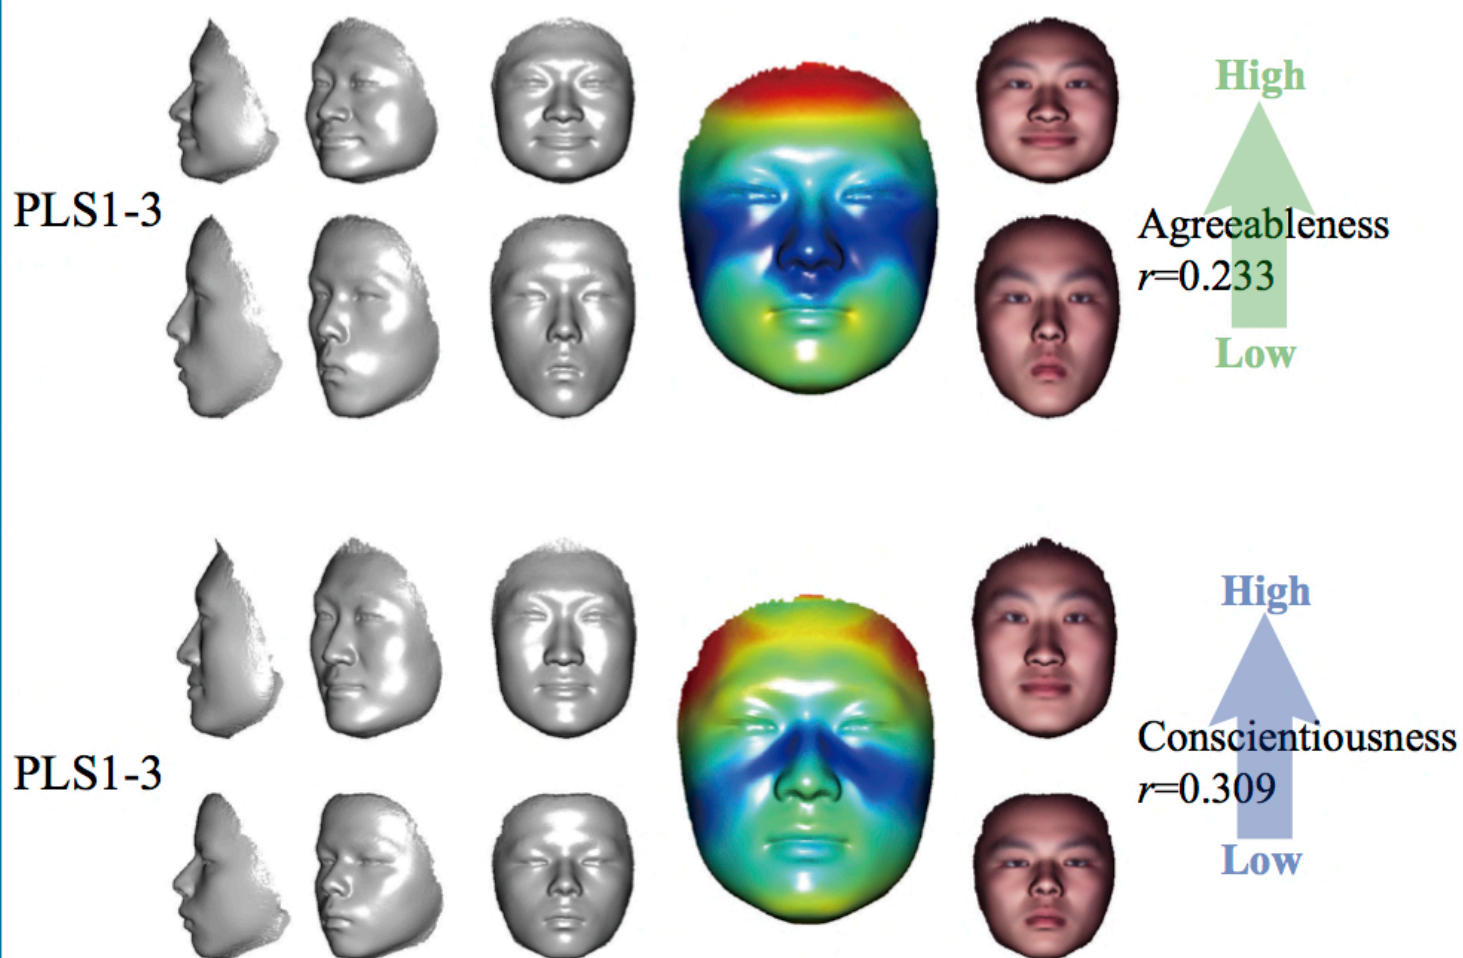 High
PLS1-3
Agreeableness
r=0.233
Low
High
Conscientiousness
PLS1-3
r=0.309
Low